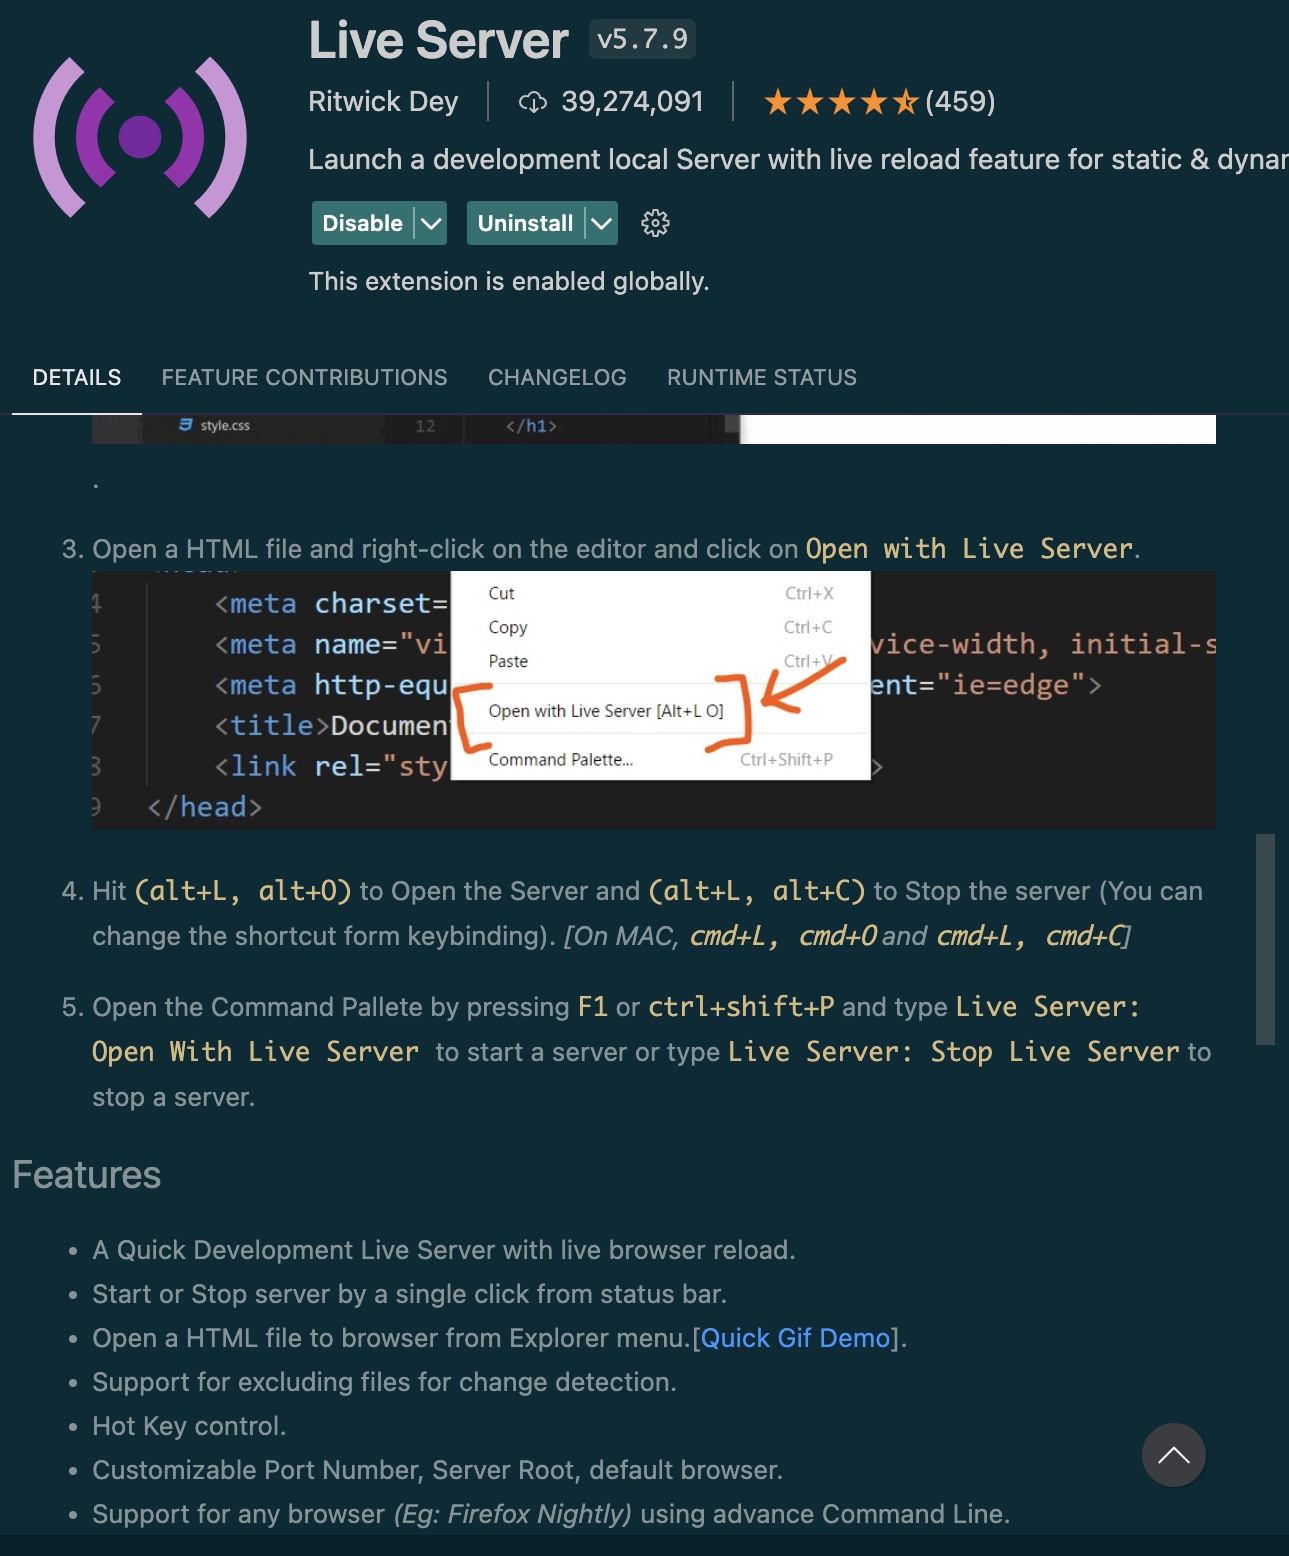 Live Server v5.7.9
Ritwick Dey 39,274,091 (459)
Launch a development local Server with live reload feature for static &
Disable Uninstall
This extension is enabled globally.
DETAILS FEATURE CONTRIBUTIONS CHANGELOG RUNTIME STATUS
style.css 12 </h1>
.
3. Open a HTML file and right-click on the editor and click on Open with Live Server.
Cut Ctrl+X
4 <meta charset=
Copy Ctrl+C
5 <meta name="vi vice-width, initial-s
Paste Ctrl+V
6 <meta http-equ ent="ie=edge">
Open with Live Server [Alt+L O]
7 <title>Documen
Command Palette... Ctrl+Shift+P
8 <link rel="sty >
9 </head>
4. Hit (alt+L, alt+O) to Open the Server and (alt+L, alt+C) to Stop the server (You can
change the shortcut form keybinding). [On MAC, cmd+L, cmd+O and cmd+L, cmd+C]
5. Open the Command Pallete by pressing F1 or ctrl+shift+P and type Live Server:
Open With Live Server to start a server or type Live Server: Stop Live Server to
stop a server.
Features
• A Quick Development Live Server with live browser reload.
• Start or Stop server by a single click from status bar.
• Open a HTML file to browser from Explorer menu.[Quick Gif Demo].
• Support for excluding files for change detection.
• Hot Key control.
• Customizable Port Number, Server Root, default browser.
• Support for any browser (Eg: Firefox Nightly) using advance Command Line.